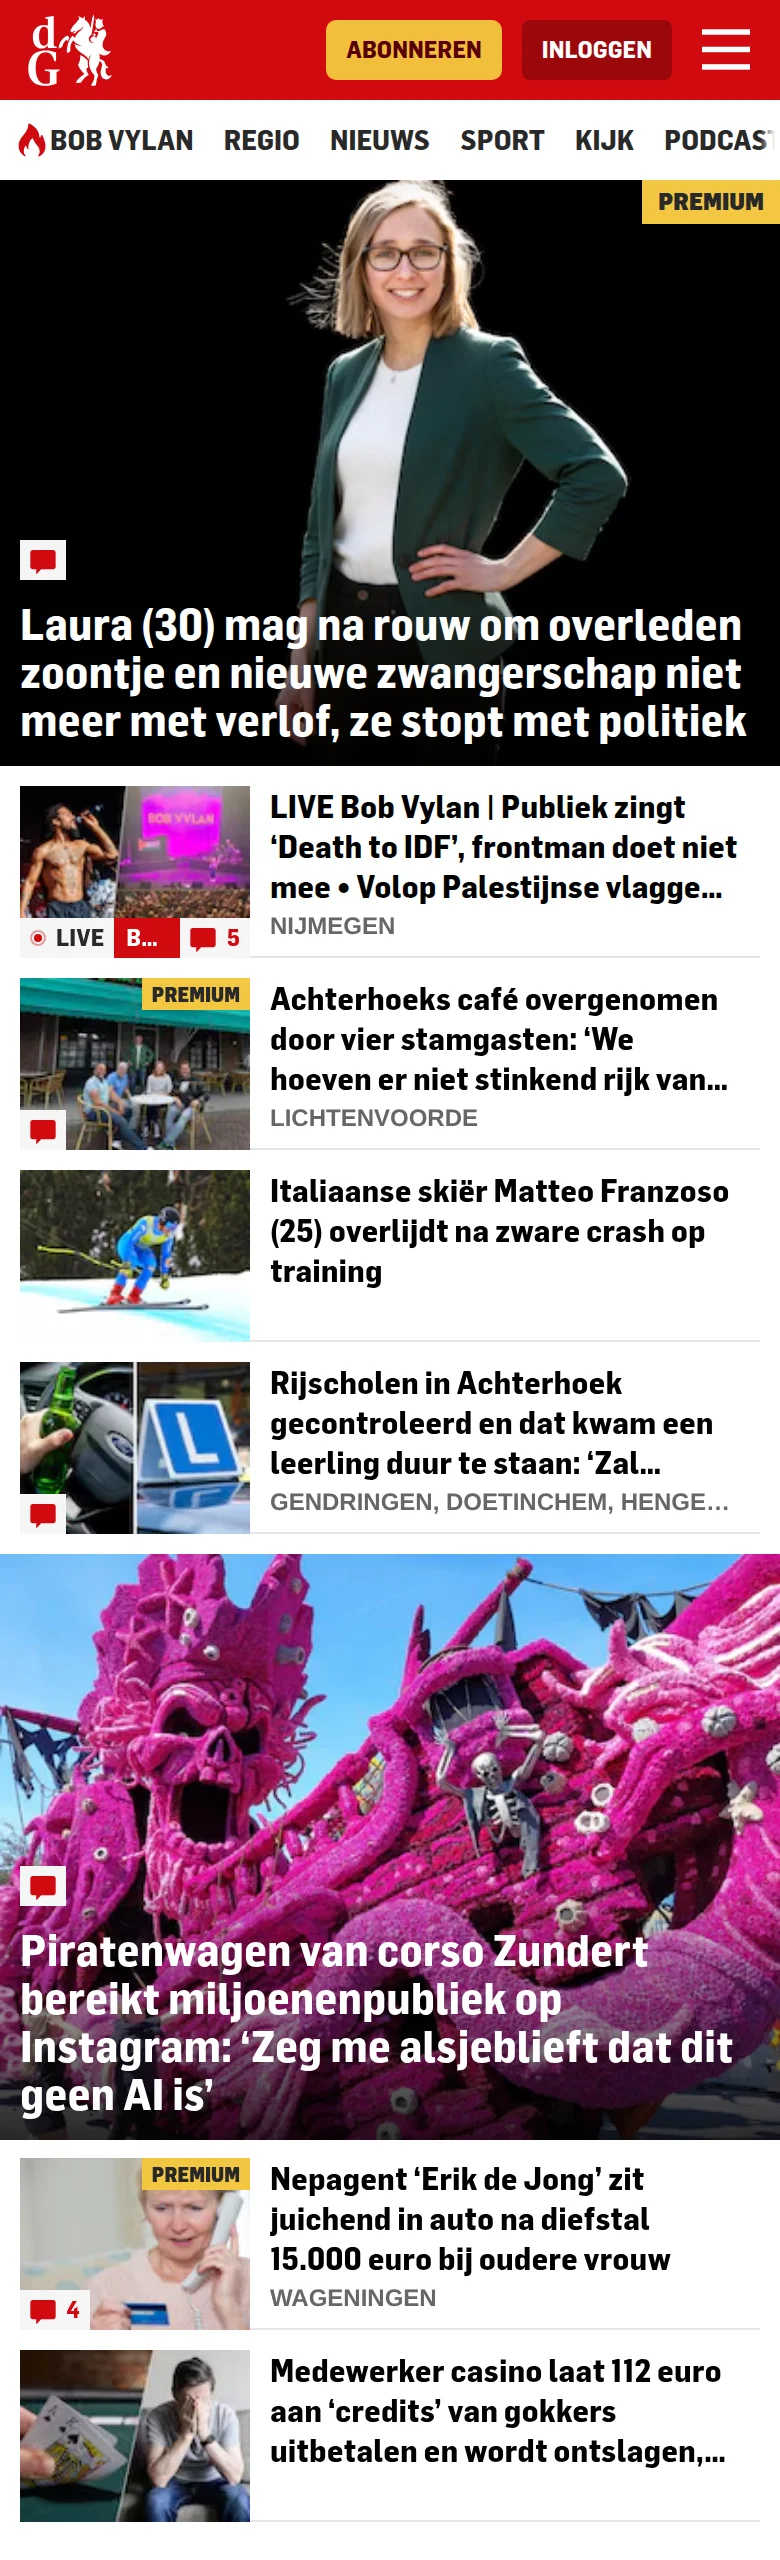 dG
ABONNEREN
INLOGGEN
BOB VYLAN REGIO NIEUWS SPORT KIJK PODCAST
PREMIUM
Laura (30) mag na rouw om overleden
zoontje en nieuwe zwangerschap niet
meer met verlof, ze stopt met politiek
BOB VYLAN
LIVE B... 5
LIVE Bob Vylan | Publiek zingt
‘Death to IDF’, frontman doet niet
mee • Volop Palestijnse vlagge...
NIJMEGEN
PREMIUM
Achterhoeks café overgenomen
door vier stamgasten: ‘We
hoeven er niet stinkend rijk van...
LICHTENVOORDE
Italiaanse skiër Matteo Franzoso
(25) overlijdt na zware crash op
training
L
Rijscholen in Achterhoek
gecontroleerd en dat kwam een
leerling duur te staan: ‘Zal...
GENDRINGEN, DOETINCHEM, HENGE...
Piratenwagen van corso Zundert
bereikt miljoenenpubliek op
Instagram: ‘Zeg me alsjeblieft dat dit
geen AI is’
PREMIUM
4
Nepagent ‘Erik de Jong’ zit
juichend in auto na diefstal
15.000 euro bij oudere vrouw
WAGENINGEN
Medewerker casino laat 112 euro
aan ‘credits’ van gokkers
uitbetalen en wordt ontslagen,...